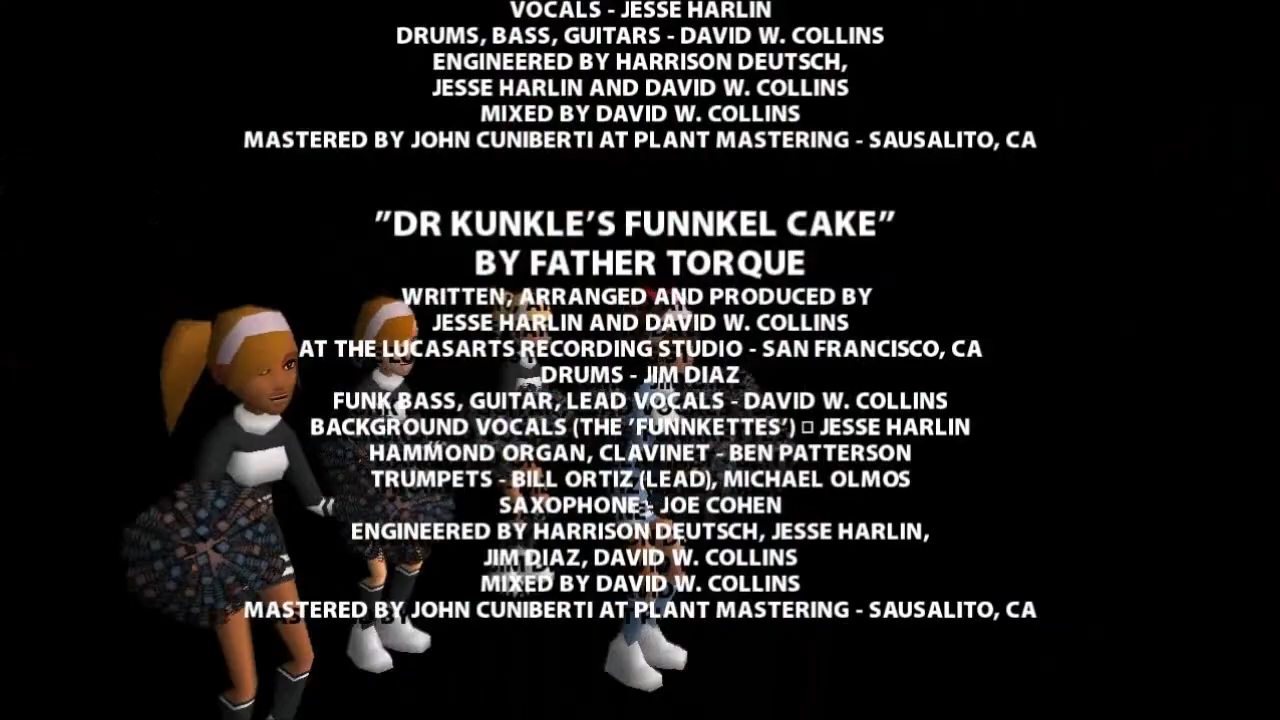 VOCALS - JESSE HARLIN
DRUMS, BASS, GUITARS - DAVID W. COLLINS
ENGINEERED BY HARRISON DEUTSCH,
JESSE HARLIN AND DAVID W. COLLINS
MIXED BY DAVID W. COLLINS
MASTERED BY JOHN CUNIBERTI AT PLANT MASTERING - SAUSALITO, CA
”DR KUNKLE’S FUNNKEL CAKE”
BY FATHER TORQUE
WRITTEN, ARRANGED AND PRODUCED BY
JESSE HARLIN AND DAVID W. COLLINS
AT THE LUCASARTS RECORDING STUDIO - SAN FRANCISCO, CA
DRUMS - JIM DIAZ
FUNK BASS, GUITAR, LEAD VOCALS - DAVID W. COLLINS
BACKGROUND VOCALS (THE ’FUNNKETTES’) □ JESSE HARLIN
HAMMOND ORGAN, CLAVINET - BEN PATTERSON
TRUMPETS - BILL ORTIZ (LEAD), MICHAEL OLMOS
SAXOPHONE - JOE COHEN
ENGINEERED BY HARRISON DEUTSCH, JESSE HARLIN,
JIM DIAZ, DAVID W. COLLINS
MIXED BY DAVID W. COLLINS
MASTERED BY JOHN CUNIBERTI AT PLANT MASTERING - SAUSALITO, CA